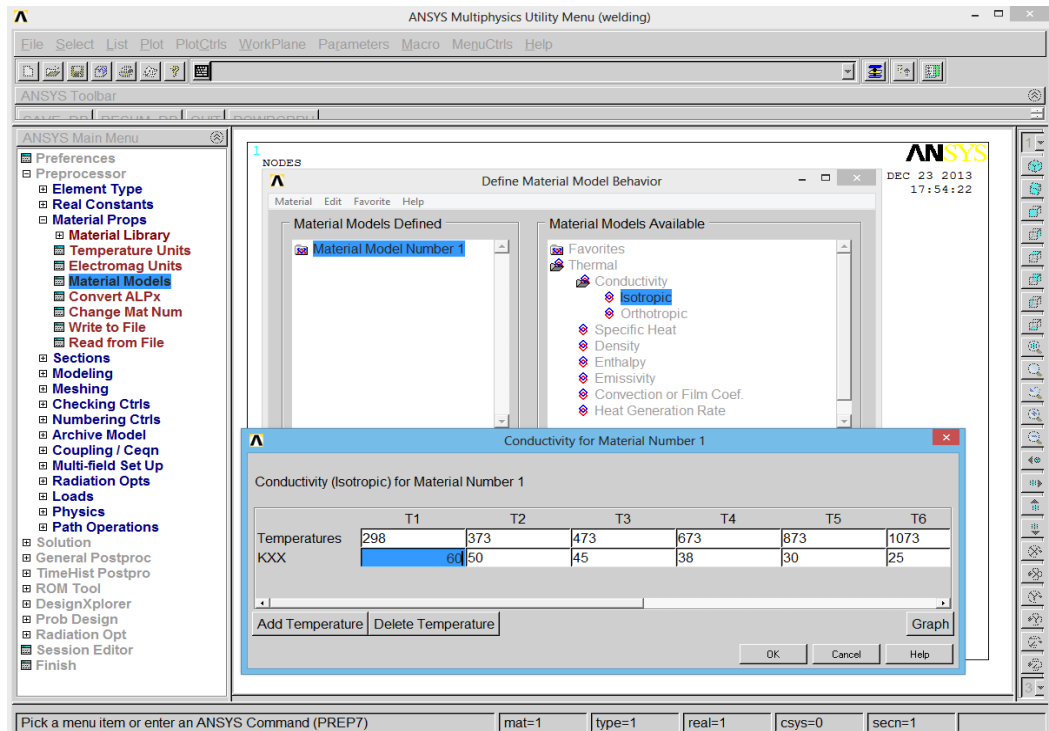 ANSYS Multiphysics Utility Menu (welding)
File Select List Plot PlotCtrls WorkPlane Parameters Macro MenuCtrls Help
ANSYS Toolbar
SAVE_DB RESUM_DB QUIT POWRGRPH
ANSYS Main Menu
Preferences
Preprocessor
Element Type
Real Constants
Material Props
Material Library
Temperature Units
Electromag Units
Material Models
Convert ALPx
Change Mat Num
Write to File
Read from File
Sections
Modeling
Meshing
Checking Ctrls
Numbering Ctrls
Archive Model
Coupling / Ceqn
Multi-field Set Up
Radiation Opts
Loads
Physics
Path Operations
Solution
General Postproc
TimeHist Postpro
ROM Tool
DesignXplorer
Prob Design
Radiation Opt
Session Editor
Finish
1
NODES
ANSYS
DEC 23 2013
17:54:22
Define Material Model Behavior
Material Edit Favorite Help
Material Models Defined
Material Model Number 1
Material Models Available
Favorites
Thermal
Conductivity
Isotropic
Orthotropic
Specific Heat
Density
Enthalpy
Emissivity
Convection or Film Coef.
Heat Generation Rate
Conductivity for Material Number 1
Conductivity (Isotropic) for Material Number 1
T1 T2 T3 T4 T5 T6
Temperatures 298 373 473 673 873 1073
KXX 60 50 45 38 30 25
Add Temperature Delete Temperature Graph
OK Cancel Help
1
3
Pick a menu item or enter an ANSYS Command (PREP7) mat=1 type=1 real=1 csys=0 secn=1